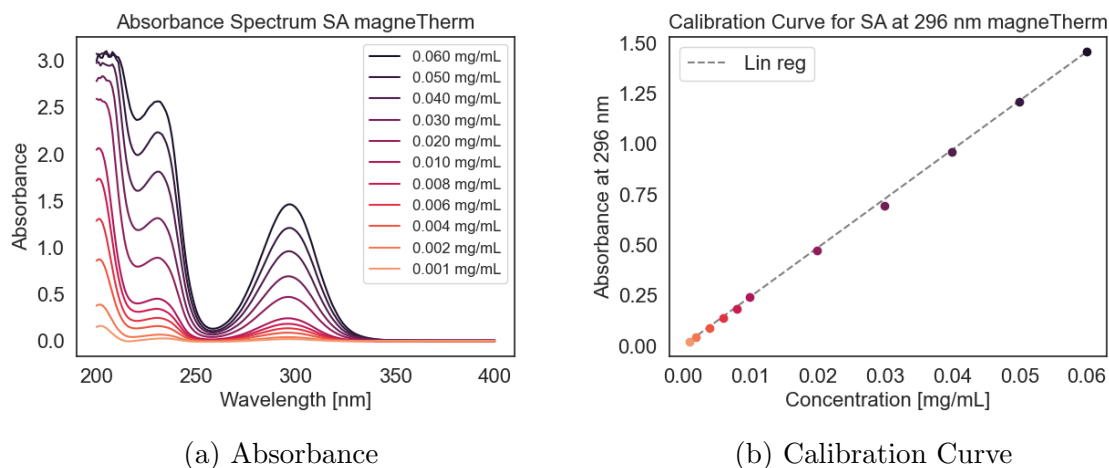 Absorbance Spectrum SA magneTherm
Absorbance
3.0
2.5
2.0
1.5
1.0
0.5
0.0
0.060 mg/mL
0.050 mg/mL
0.040 mg/mL
0.030 mg/mL
0.020 mg/mL
0.010 mg/mL
0.008 mg/mL
0.006 mg/mL
0.004 mg/mL
0.002 mg/mL
0.001 mg/mL
200 250 300 350 400
Wavelength [nm]
(a) Absorbance
Calibration Curve for SA at 296 nm magneTherm
Absorbance at 296 nm
1.50
1.25
1.00
0.75
0.50
0.25
0.00
Lin reg
0.00 0.01 0.02 0.03 0.04 0.05 0.06
Concentration [mg/mL]
(b) Calibration Curve